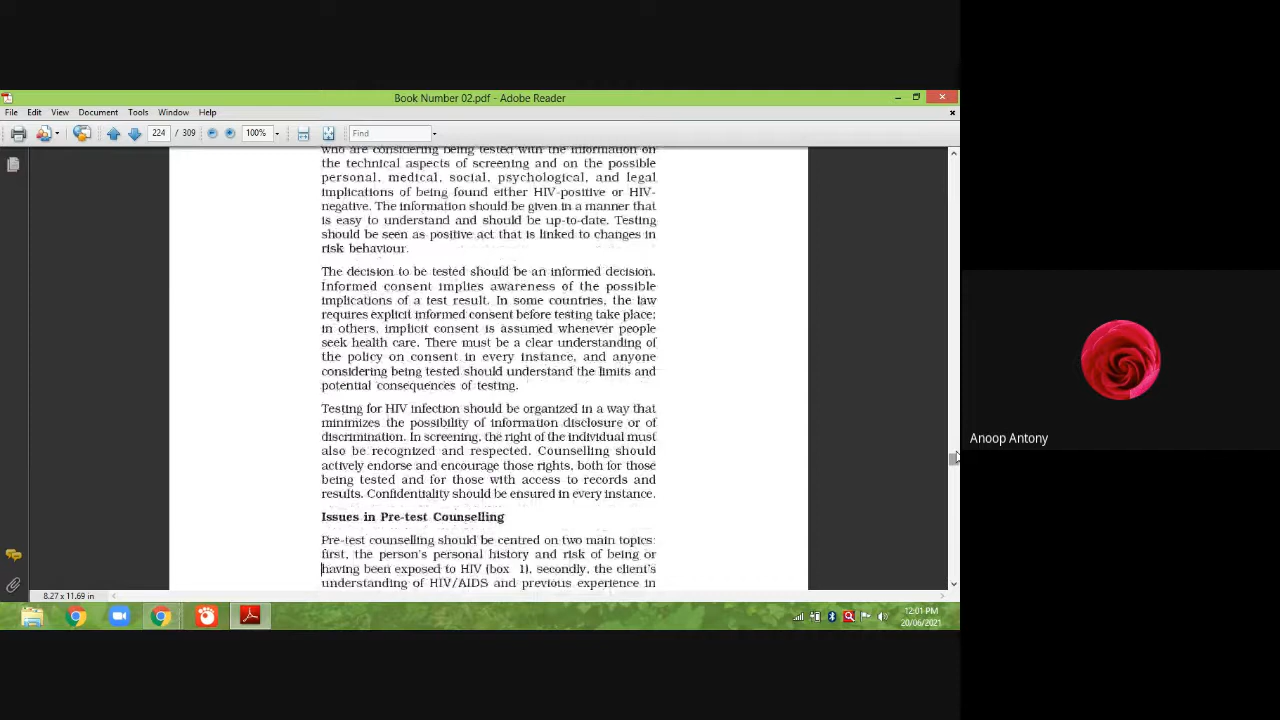 Book Number 02.pdf - Adobe Reader
File Edit View Document Tools Window Help
224 / 309 100% Find
who are considering being tested with the information on
the technical aspects of screening and on the possible
personal, medical, social, psychological, and legal
implications of being found either HIV-positive or HIV-
negative. The information should be given in a manner that
is easy to understand and should be up-to-date. Testing
should be seen as positive act that is linked to changes in
risk behaviour.
The decision to be tested should be an informed decision.
Informed consent implies awareness of the possible
implications of a test result. In some countries, the law
requires explicit informed consent before testing take place;
in others, implicit consent is assumed whenever people
seek health care. There must be a clear understanding of
the policy on consent in every instance, and anyone
considering being tested should understand the limits and
potential consequences of testing.
Testing for HIV infection should be organized in a way that
minimizes the possibility of information disclosure or of
discrimination. In screening, the right of the individual must
also be recognized and respected. Counselling should
actively endorse and encourage those rights, both for those
being tested and for those with access to records and
results. Confidentiality should be ensured in every instance.
Issues in Pre-test Counselling
Pre-test counselling should be centred on two main topics:
first, the person's personal history and risk of being or
having been exposed to HIV (box 1), secondly, the client's
understanding of HIV/AIDS and previous experience in
8.27 x 11.69 in
12:01 PM
20/06/2021
Anoop Antony